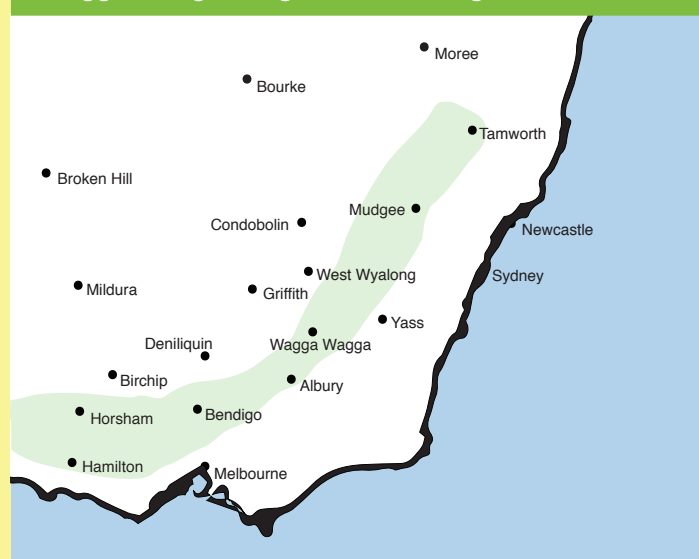 Moree
Bourke
Tamworth
Broken Hill
Mudgee
Condobolin
Newcastle
West Wyalong
Sydney
Mildura
Griffith
Yass
Deniliquin
Wagga Wagga
Birchip
Albury
Horsham
Bendigo
Hamilton
Melbourne